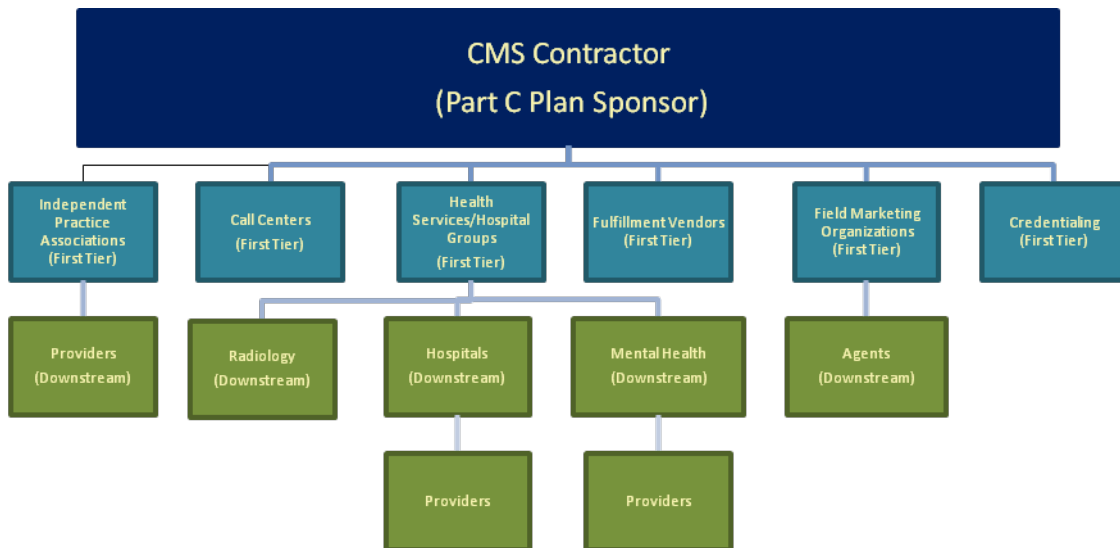 CMS Contractor
(Part C Plan Sponsor)
Independent
Practice
Associations
(First Tier)
Call Centers
(First Tier)
Health
Services/Hospital
Groups
(First Tier)
Fulfillment Vendors
(First Tier)
Field Marketing
Organizations
(First Tier)
Credentialing
(First Tier)
Providers
(Downstream)
Radiology
(Downstream)
Hospitals
(Downstream)
Mental Health
(Downstream)
Agents
(Downstream)
Providers
Providers